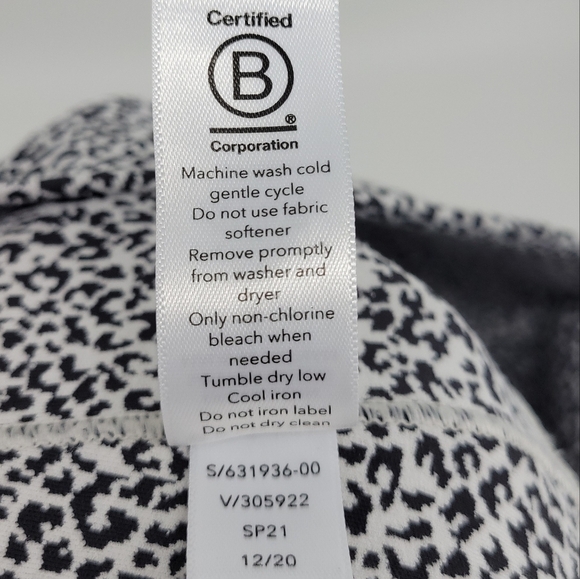 Certified
B
®
Corporation
Machine wash cold
gentle cycle
Do not use fabric
softener
Remove promptly
from washer and
dryer
Only non-chlorine
bleach when
needed
Tumble dry low
Cool iron
Do not iron label
Do not dry clean
S/631936-00
V/305922
SP21
12/20